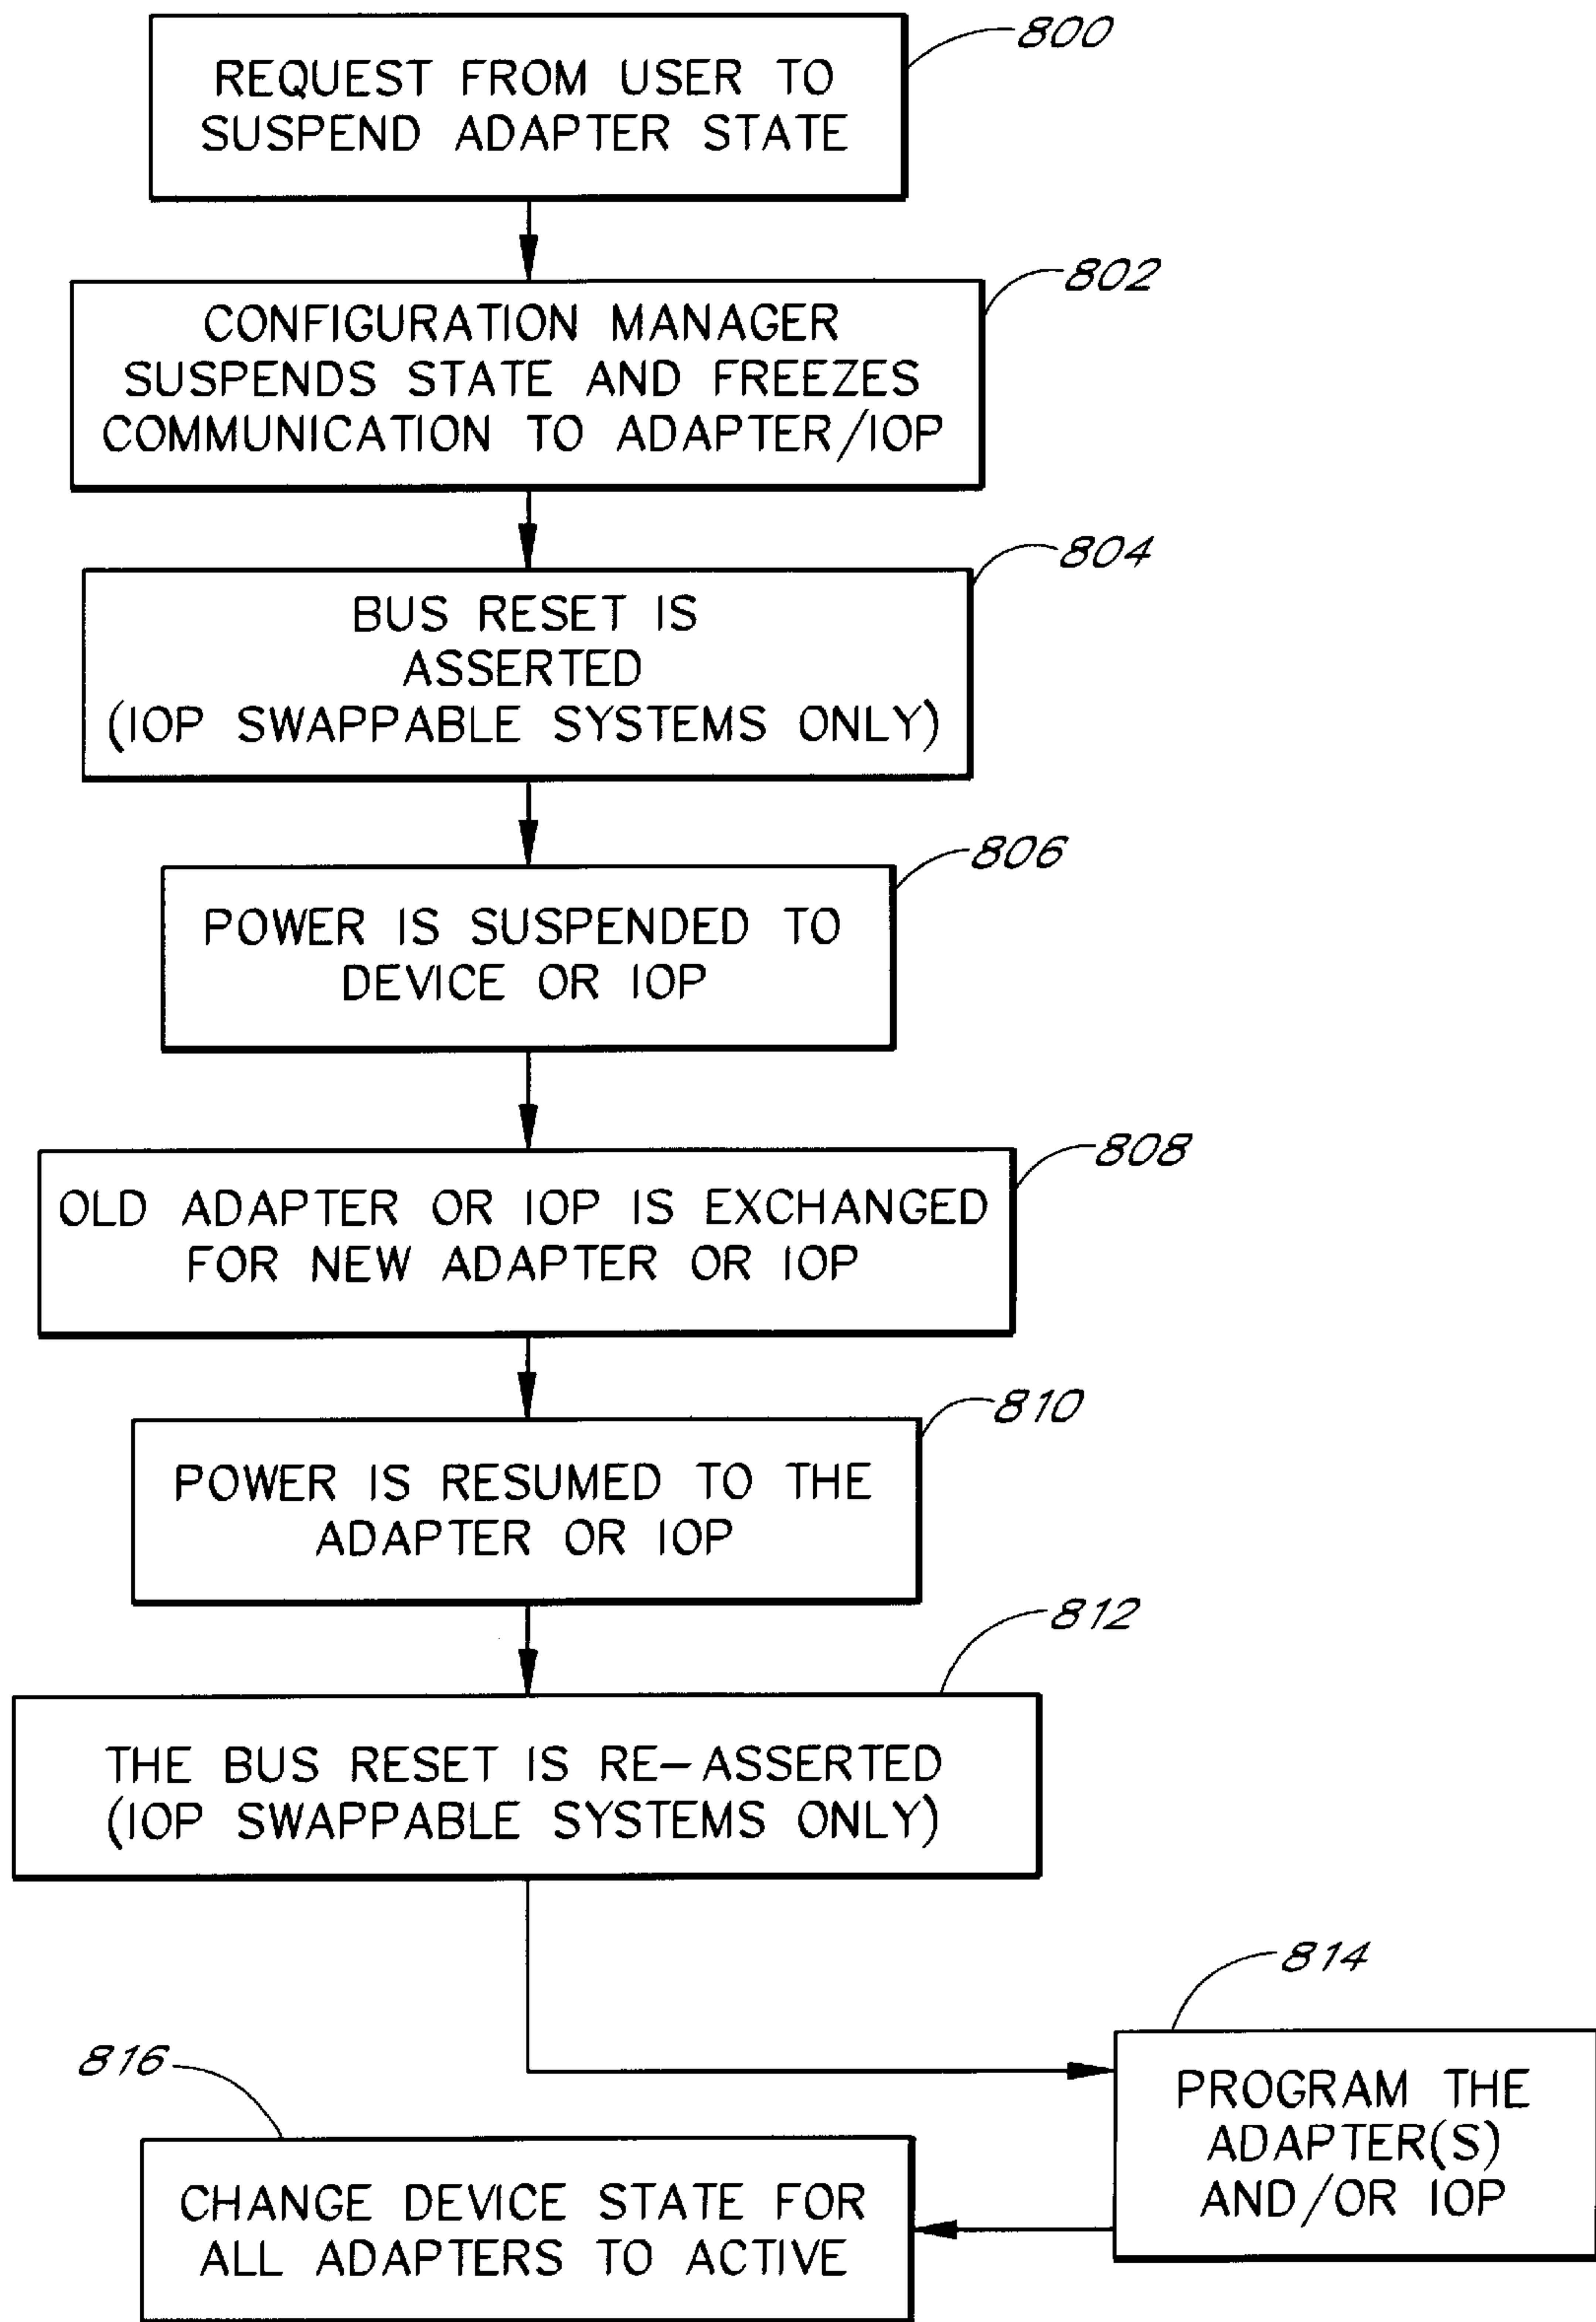 800
REQUEST FROM USER TO
SUSPEND ADAPTER STATE
802
CONFIGURATION MANAGER
SUSPENDS STATE AND FREEZES
COMMUNICATION TO ADAPTER/IOP
804
BUS RESET IS
ASSERTED
(IOP SWAPPABLE SYSTEMS ONLY)
806
POWER IS SUSPENDED TO
DEVICE OR IOP
808
OLD ADAPTER OR IOP IS EXCHANGED
FOR NEW ADAPTER OR IOP
810
POWER IS RESUMED TO THE
ADAPTER OR IOP
812
THE BUS RESET IS RE-ASSERTED
(IOP SWAPPABLE SYSTEMS ONLY)
814
PROGRAM THE
ADAPTER(S)
AND/OR IOP
816
CHANGE DEVICE STATE FOR
ALL ADAPTERS TO ACTIVE